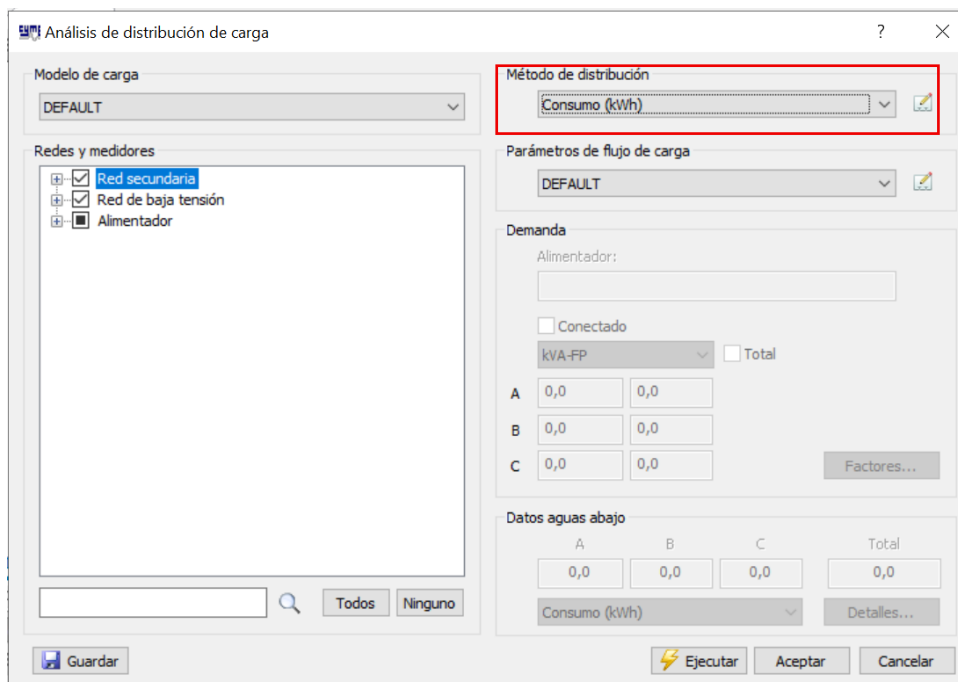 CYME Análisis de distribución de carga ?
Modelo de carga
DEFAULT
Redes y medidores
Red secundaria
Red de baja tensión
Alimentador
Todos Ninguno
Método de distribución
Consumo (kWh)
Parámetros de flujo de carga
DEFAULT
Demanda
Alimentador:
Conectado
kVA-FP Total
A 0,0 0,0
B 0,0 0,0
C 0,0 0,0
Factores...
Datos aguas abajo
A B C Total
0,0 0,0 0,0 0,0
Consumo (kWh) Detalles...
Guardar Ejecutar Aceptar Cancelar